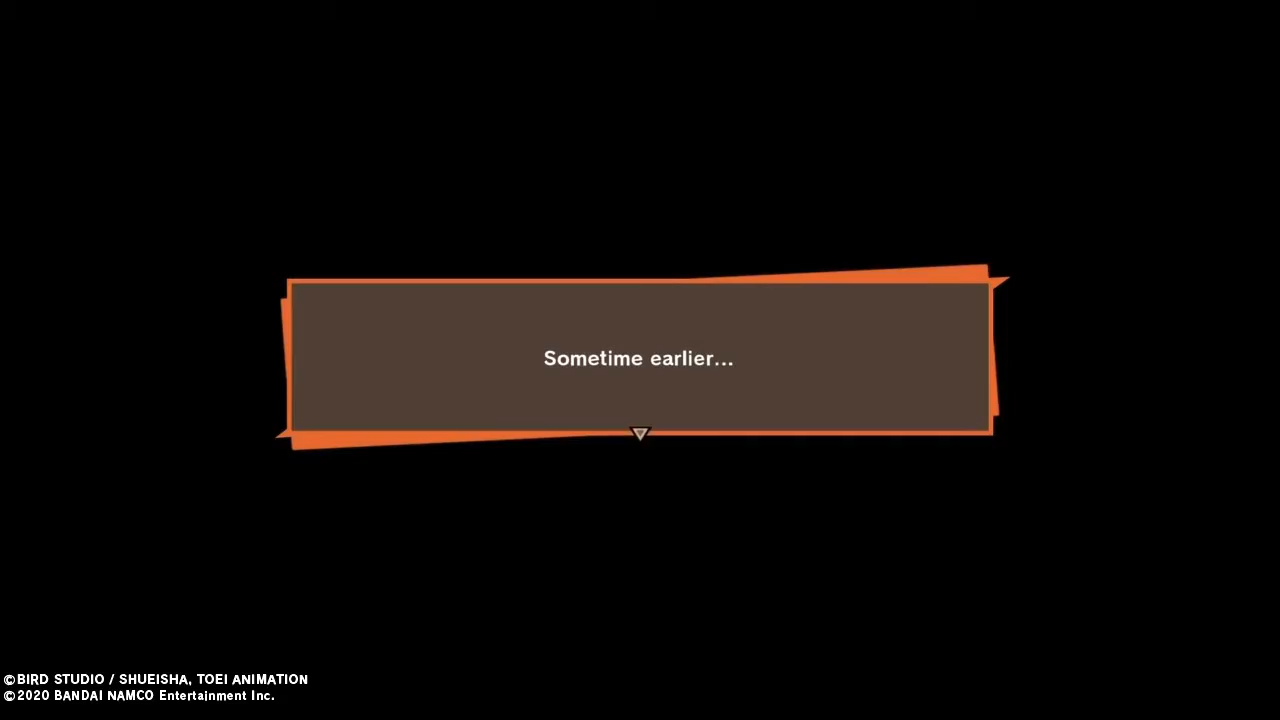 Sometime earlier...
©BIRD STUDIO / SHUEISHA, TOEI ANIMATION
©2020 BANDAI NAMCO Entertainment Inc.